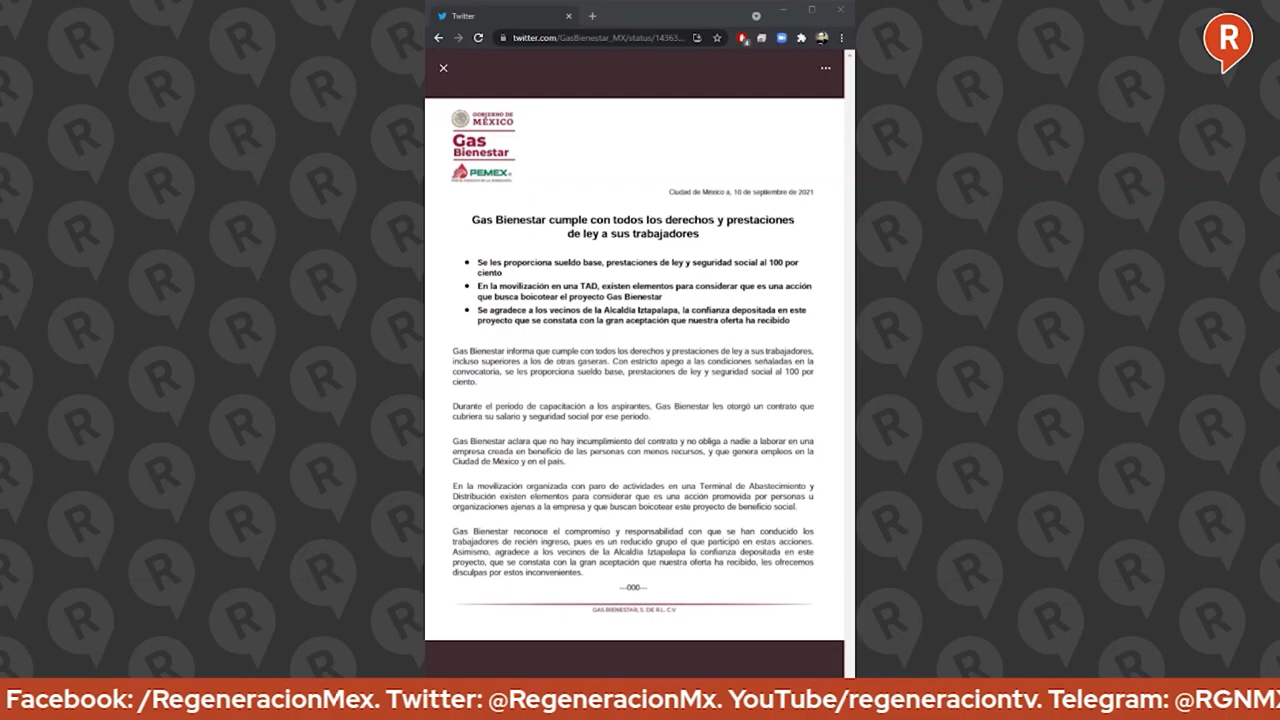 Twitter
twitter.com/GasBienestar_MX/status/14363...
R
GOBIERNO DE
MÉXICO
Gas
Bienestar
PEMEX
Ciudad de México a, 10 de septiembre de 2021
Gas Bienestar cumple con todos los derechos y prestaciones
de ley a sus trabajadores
• Se les proporciona sueldo base, prestaciones de ley y seguridad social al 100 por
ciento
• En la movilización en una TAD, existen elementos para considerar que es una acción
que busca boicotear el proyecto Gas Bienestar
• Se agradece a los vecinos de la Alcaldía Iztapalapa, la confianza depositada en este
proyecto que se constata con la gran aceptación que nuestra oferta ha recibido
Gas Bienestar informa que cumple con todos los derechos y prestaciones de ley a sus trabajadores,
incluso superiores a los de otras gaseras. Con estricto apego a las condiciones señaladas en la
convocatoria, se les proporciona sueldo base, prestaciones de ley y seguridad social al 100 por
ciento.
Durante el periodo de capacitación a los aspirantes, Gas Bienestar les otorgó un contrato que
cubriera su salario y seguridad social por ese periodo.
Gas Bienestar aclara que no hay incumplimiento del contrato y no obliga a nadie a laborar en una
empresa creada en beneficio de las personas con menos recursos, y que genera empleos en la
Ciudad de México y en el país.
En la movilización organizada con paro de actividades en una Terminal de Abastecimiento y
Distribución existen elementos para considerar que es una acción promovida por personas u
organizaciones ajenas a la empresa y que buscan boicotear este proyecto de beneficio social.
Gas Bienestar reconoce el compromiso y responsabilidad con que se han conducido los
trabajadores de recién ingreso, pues es un reducido grupo el que participó en estas acciones.
Asimismo, agradece a los vecinos de la Alcaldía Iztapalapa la confianza depositada en este
proyecto, que se constata con la gran aceptación que nuestra oferta ha recibido, les ofrecemos
disculpas por estos inconvenientes.
---000---
GAS BIENESTAR, S. DE R.L. C.V
Facebook: /RegeneracionMex. Twitter: @RegeneracionMx. YouTube/regeneraciontv. Telegram: @RGNMX